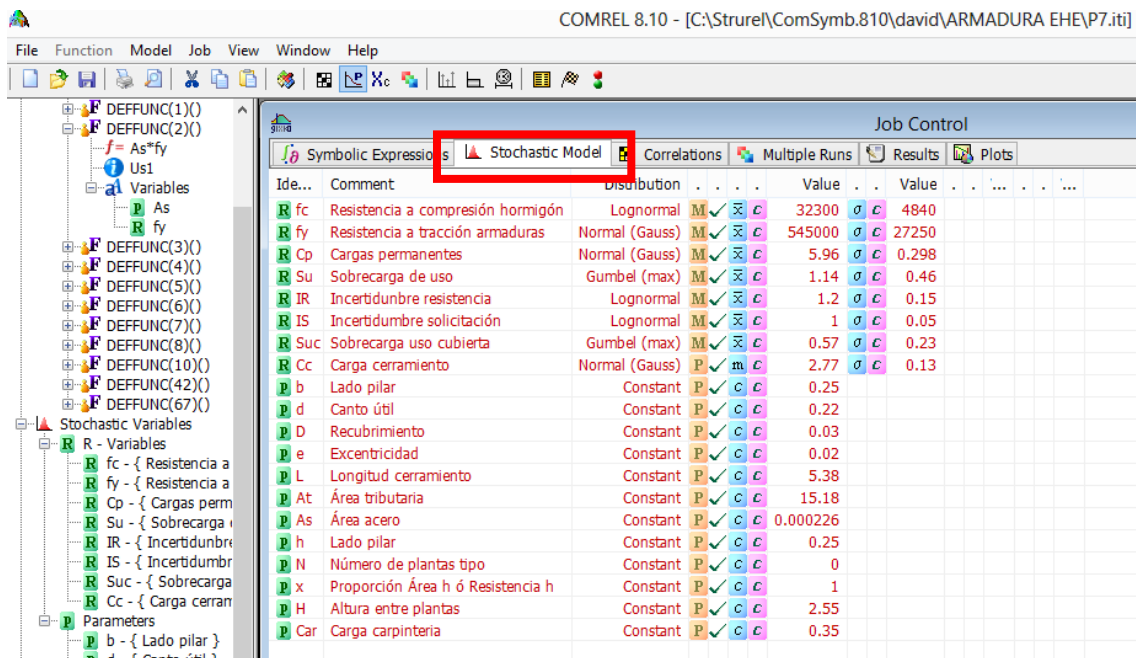 COMREL 8.10 - [C:\Strurel\ComSymb.810\david\ARMADURA EHE\P7.iti]
File Function Model Job View Window Help
DEFFUNC(1)()
DEFFUNC(2)()
f= As*fy
Us1
Variables
P As
R fy
DEFFUNC(3)()
DEFFUNC(4)()
DEFFUNC(5)()
DEFFUNC(6)()
DEFFUNC(7)()
DEFFUNC(8)()
DEFFUNC(10)()
DEFFUNC(42)()
DEFFUNC(67)()
Stochastic Variables
R R - Variables
R fc - { Resistencia a
R fy - { Resistencia a
R Cp - { Cargas perm
R Su - { Sobrecarga
R IR - { Incertidunbre
R IS - { Incertidumbr
R Suc - { Sobrecarga
R Cc - { Carga cerram
P Parameters
P b - { Lado pilar }
Job Control
Symbolic Expressions Stochastic Model Correlations Multiple Runs Results Plots
Ide... Comment Distribution . . . . Value . . Value . . '... . . '...
R fc Resistencia a compresión hormigón Lognormal M x c 32300 σ c 4840
R fy Resistencia a tracción armaduras Normal (Gauss) M x c 545000 σ c 27250
R Cp Cargas permanentes Normal (Gauss) M x c 5.96 σ c 0.298
R Su Sobrecarga de uso Gumbel (max) M x c 1.14 σ c 0.46
R IR Incertidunbre resistencia Lognormal M x c 1.2 σ c 0.15
R IS Incertidumbre solicitación Lognormal M x c 1 σ c 0.05
R Suc Sobrecarga uso cubierta Gumbel (max) M x c 0.57 σ c 0.23
R Cc Carga cerramiento Normal (Gauss) P m c 2.77 σ c 0.13
P b Lado pilar Constant P c c 0.25
P d Canto útil Constant P c c 0.22
P D Recubrimiento Constant P c c 0.03
P e Excentricidad Constant P c c 0.02
P L Longitud cerramiento Constant P c c 5.38
P At Área tributaria Constant P c c 15.18
P As Área acero Constant P c c 0.000226
P h Lado pilar Constant P c c 0.25
P N Número de plantas tipo Constant P c c 0
P x Proporción Área h ó Resistencia h Constant P c c 1
P H Altura entre plantas Constant P c c 2.55
P Car Carga carpinteria Constant P c c 0.35